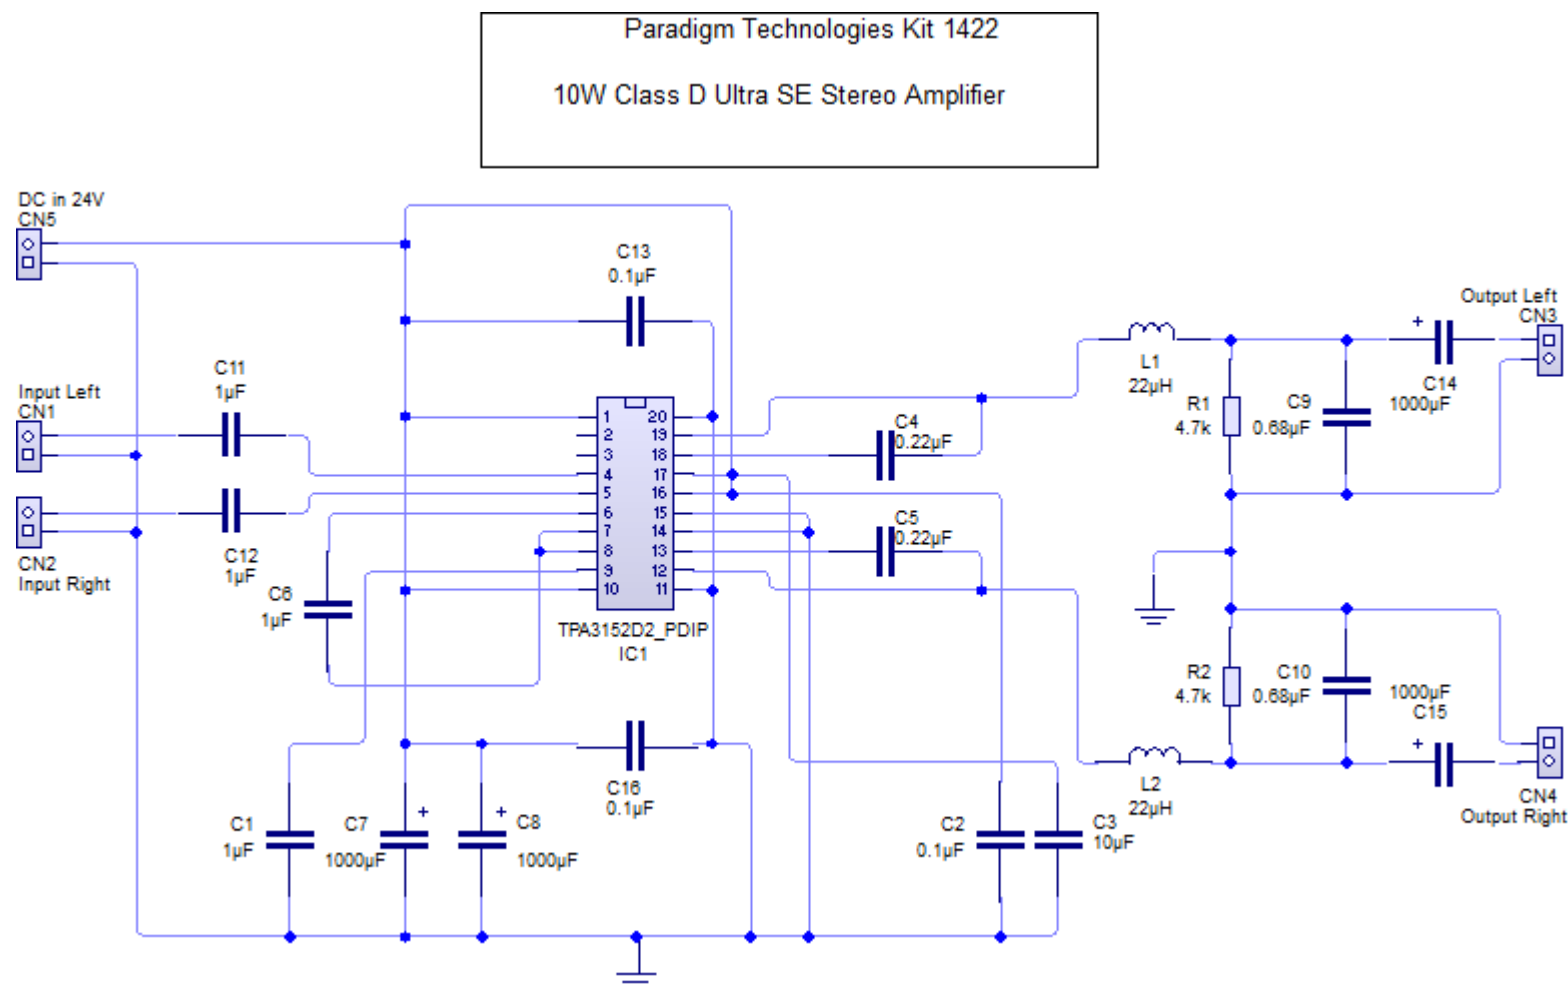 Paradigm Technologies Kit 1422
10W Class D Ultra SE Stereo Amplifier
DC in 24V
CN5
C13
0.1µF
Output Left
CN3
C11
1µF
Input Left
CN1
L1
22µH
C14
1000µF
R1
4.7k
C9
0.68µF
C4
0.22µF
1
2
3
4
5
6
7
8
9
10
20
19
18
17
16
15
14
13
12
11
C5
0.22µF
CN2
Input Right
C12
1µF
C6
1µF
TPA3152D2_PDIP
IC1
R2
4.7k
C10
0.68µF
1000µF
C15
C16
0.1µF
L2
22µH
CN4
Output Right
C1
1µF
C7
1000µF
C8
1000µF
C2
0.1µF
C3
10µF
+
+
+
+